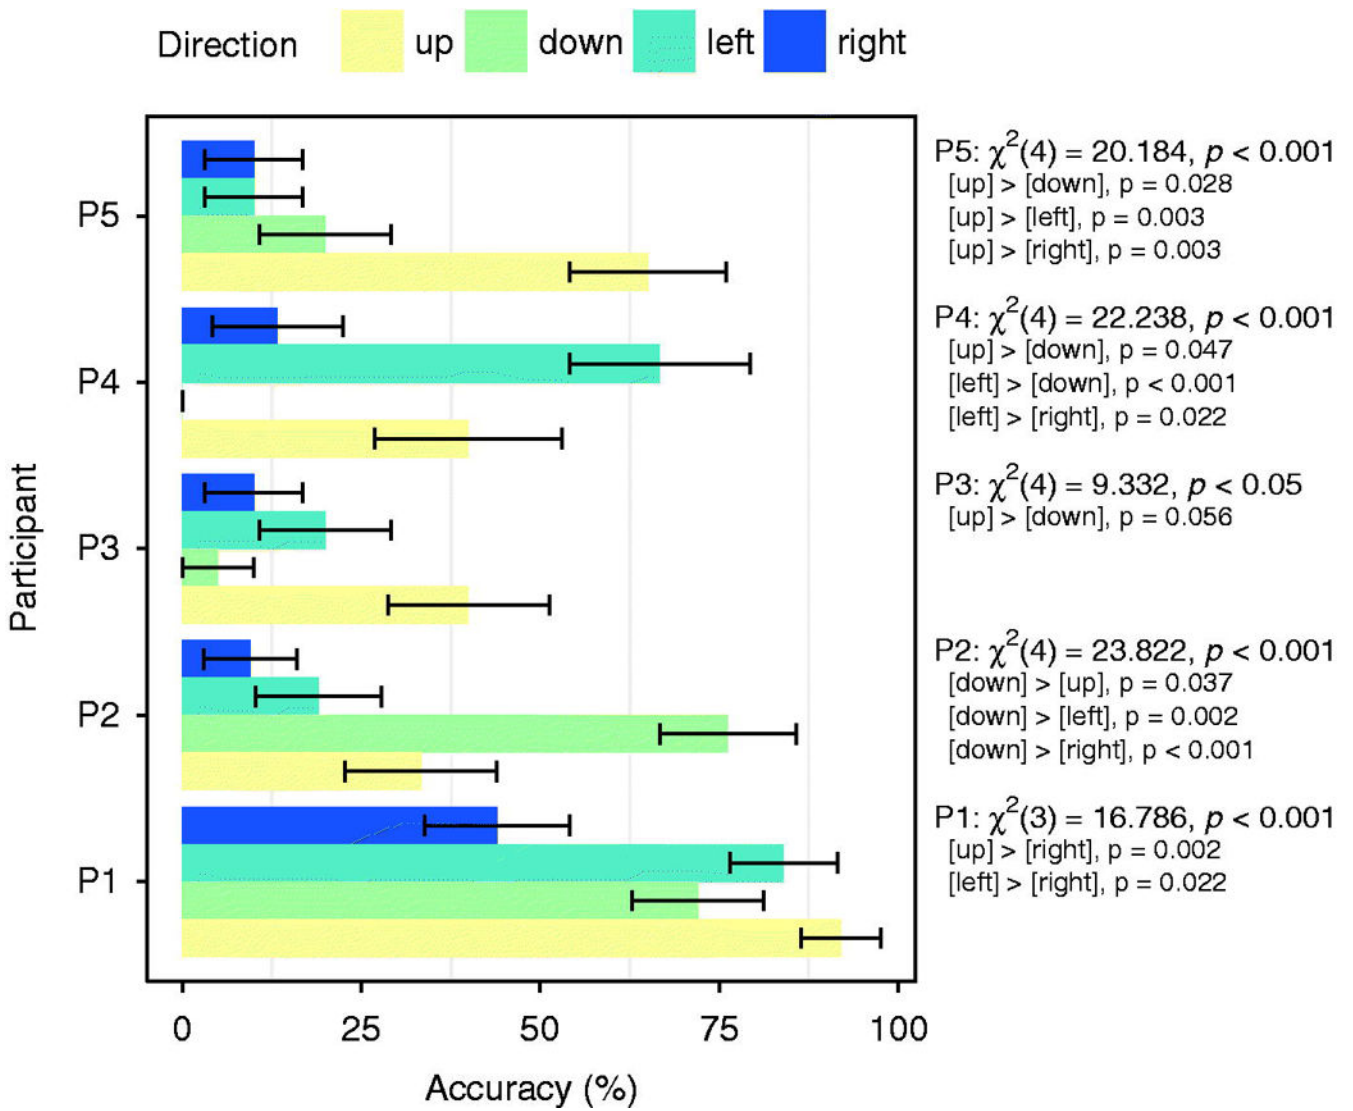 Direction up down left right
P5: χ²(4) = 20.184, p < 0.001
[up] > [down], p = 0.028
[up] > [left], p = 0.003
[up] > [right], p = 0.003
P4: χ²(4) = 22.238, p < 0.001
[up] > [down], p = 0.047
[left] > [down], p < 0.001
[left] > [right], p = 0.022
P3: χ²(4) = 9.332, p < 0.05
[up] > [down], p = 0.056
P2: χ²(4) = 23.822, p < 0.001
[down] > [up], p = 0.037
[down] > [left], p = 0.002
[down] > [right], p < 0.001
P1: χ²(3) = 16.786, p < 0.001
[up] > [right], p = 0.002
[left] > [right], p = 0.022
Participant
P5
P4
P3
P2
P1
0 25 50 75 100
Accuracy (%)